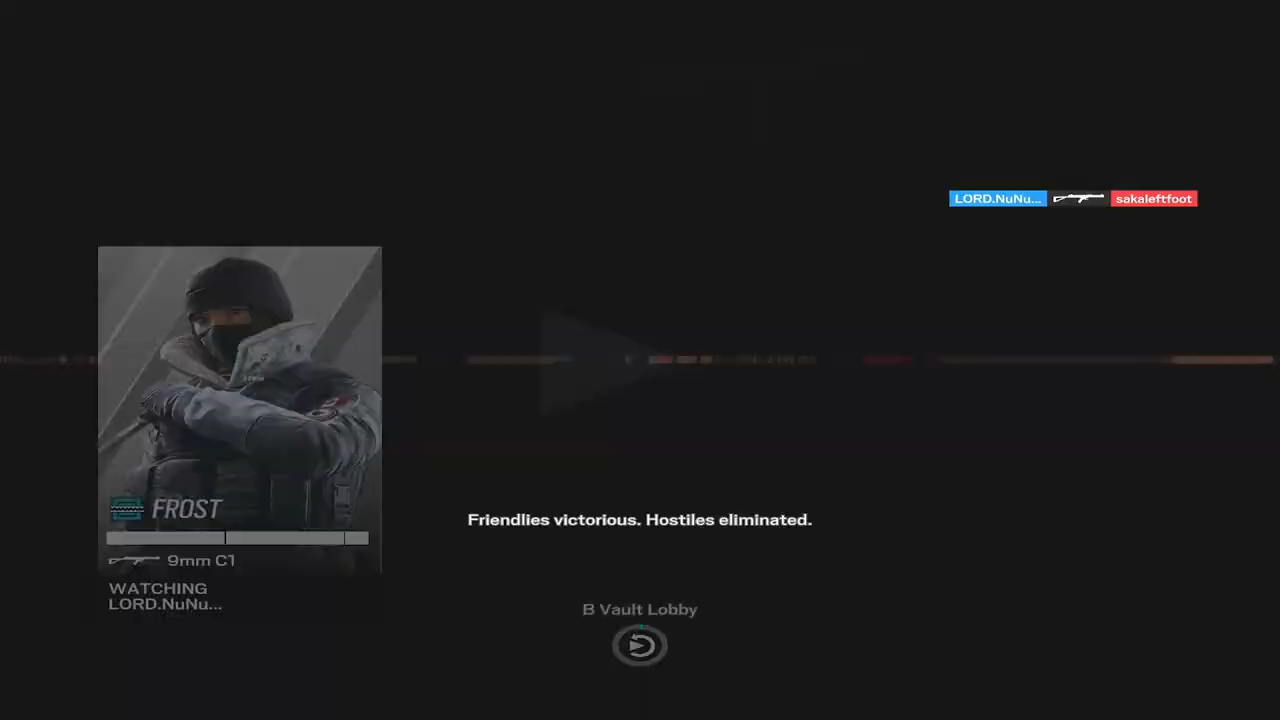 LORD.NuNu... sakaleftfoot
FROST
9mm C1
WATCHING
LORD.NuNu...
Friendlies victorious. Hostiles eliminated.
B Vault Lobby